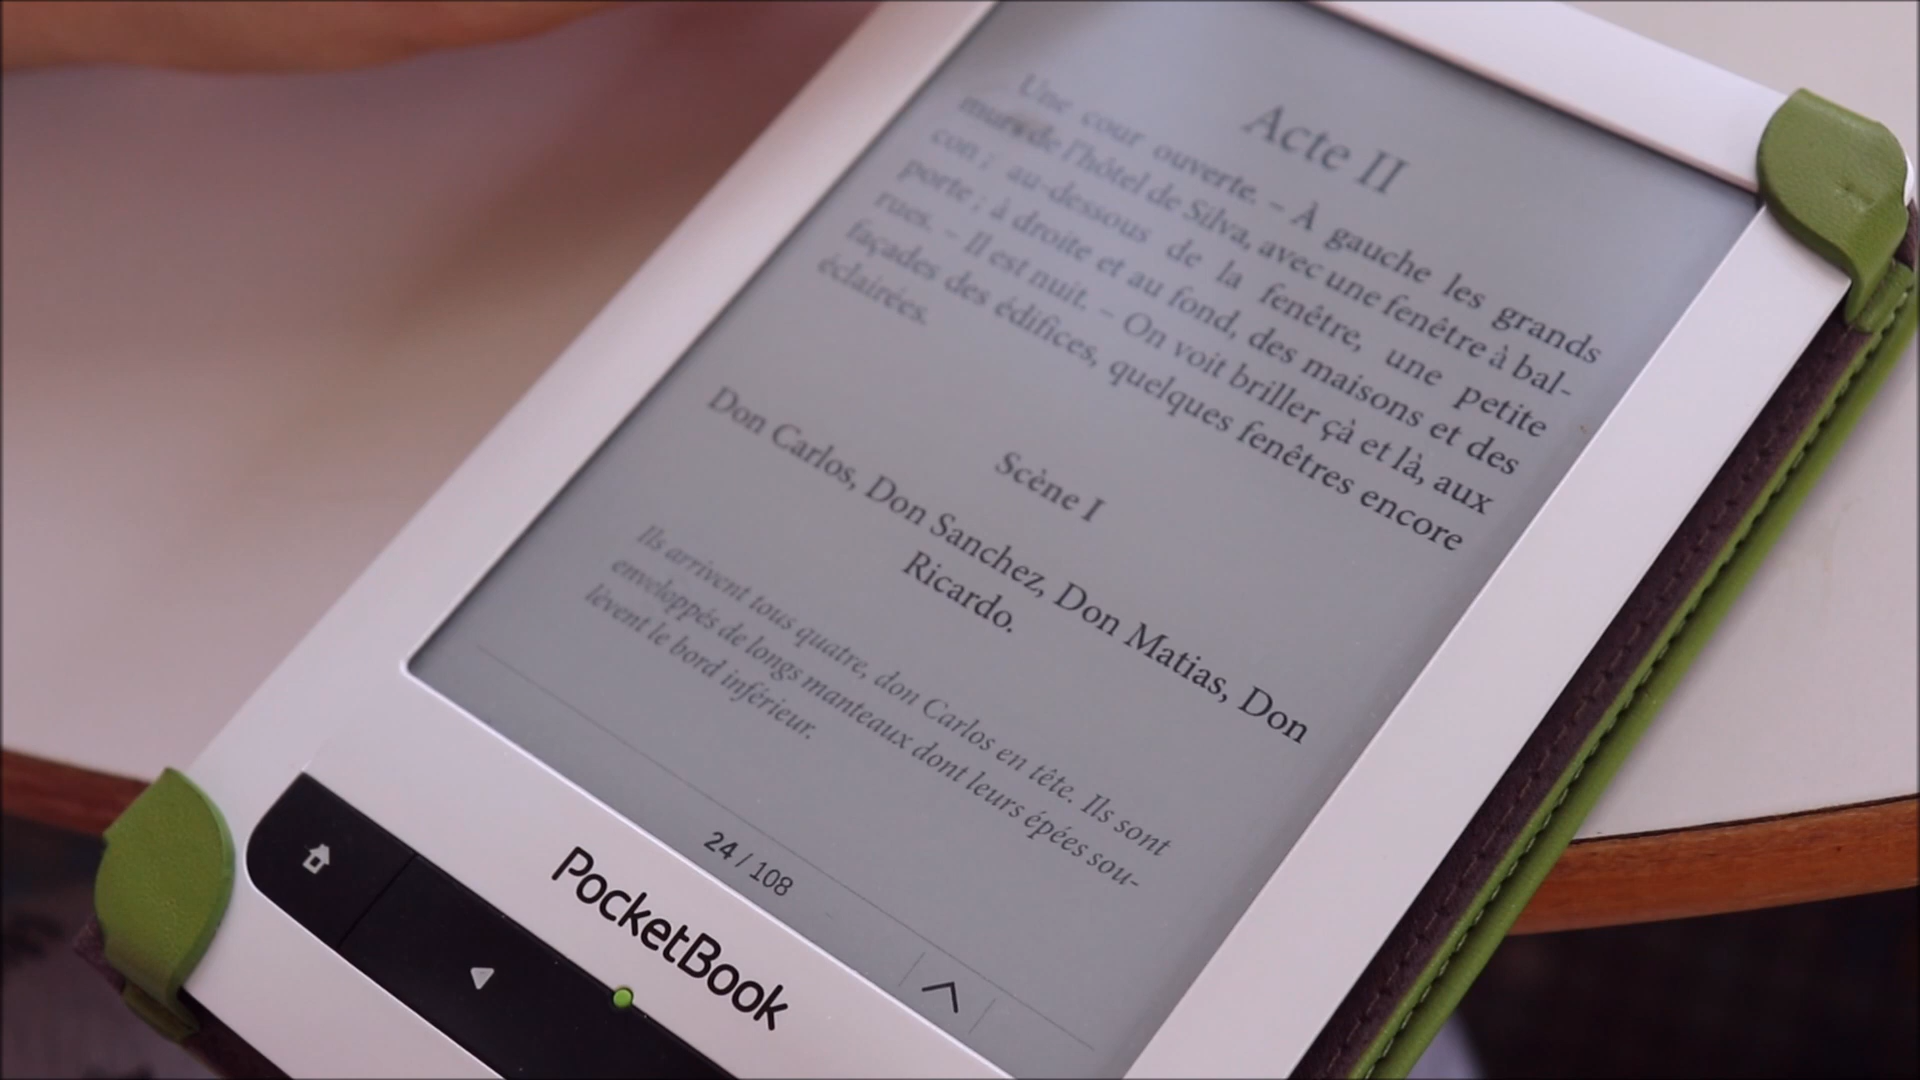 Acte II
Une cour ouverte. – À gauche les grands
murs de l'hôtel de Silva, avec une fenêtre à bal-
con ; au-dessous de la fenêtre, une petite
porte ; à droite et au fond, des maisons et des
rues. – Il est nuit. – On voit briller çà et là, aux
façades des édifices, quelques fenêtres encore
éclairées.
Scène I
Don Carlos, Don Sanchez, Don Matias, Don
Ricardo.
Ils arrivent tous quatre, don Carlos en tête. Ils sont
enveloppés de longs manteaux dont leurs épées sou-
lèvent le bord inférieur.
24 / 108
PocketBook